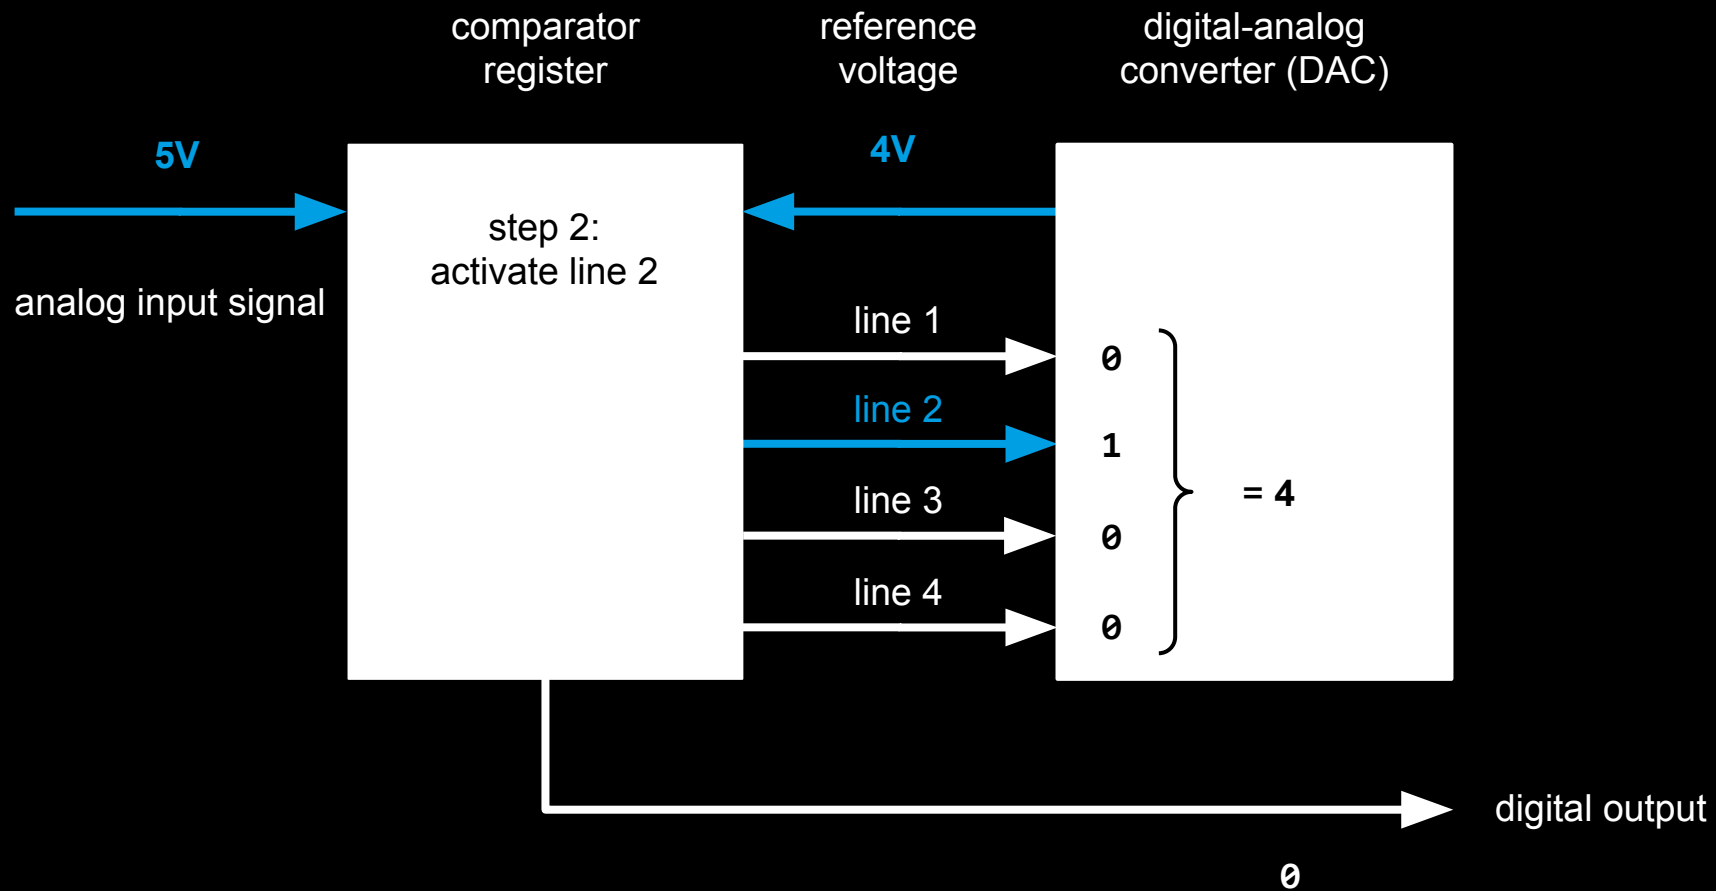 comparator
register
reference
voltage
digital-analog
converter (DAC)
5V
4V
step 2:
activate line 2
analog input signal
line 1
0
line 2
1
line 3
= 4
0
line 4
0
digital output
0